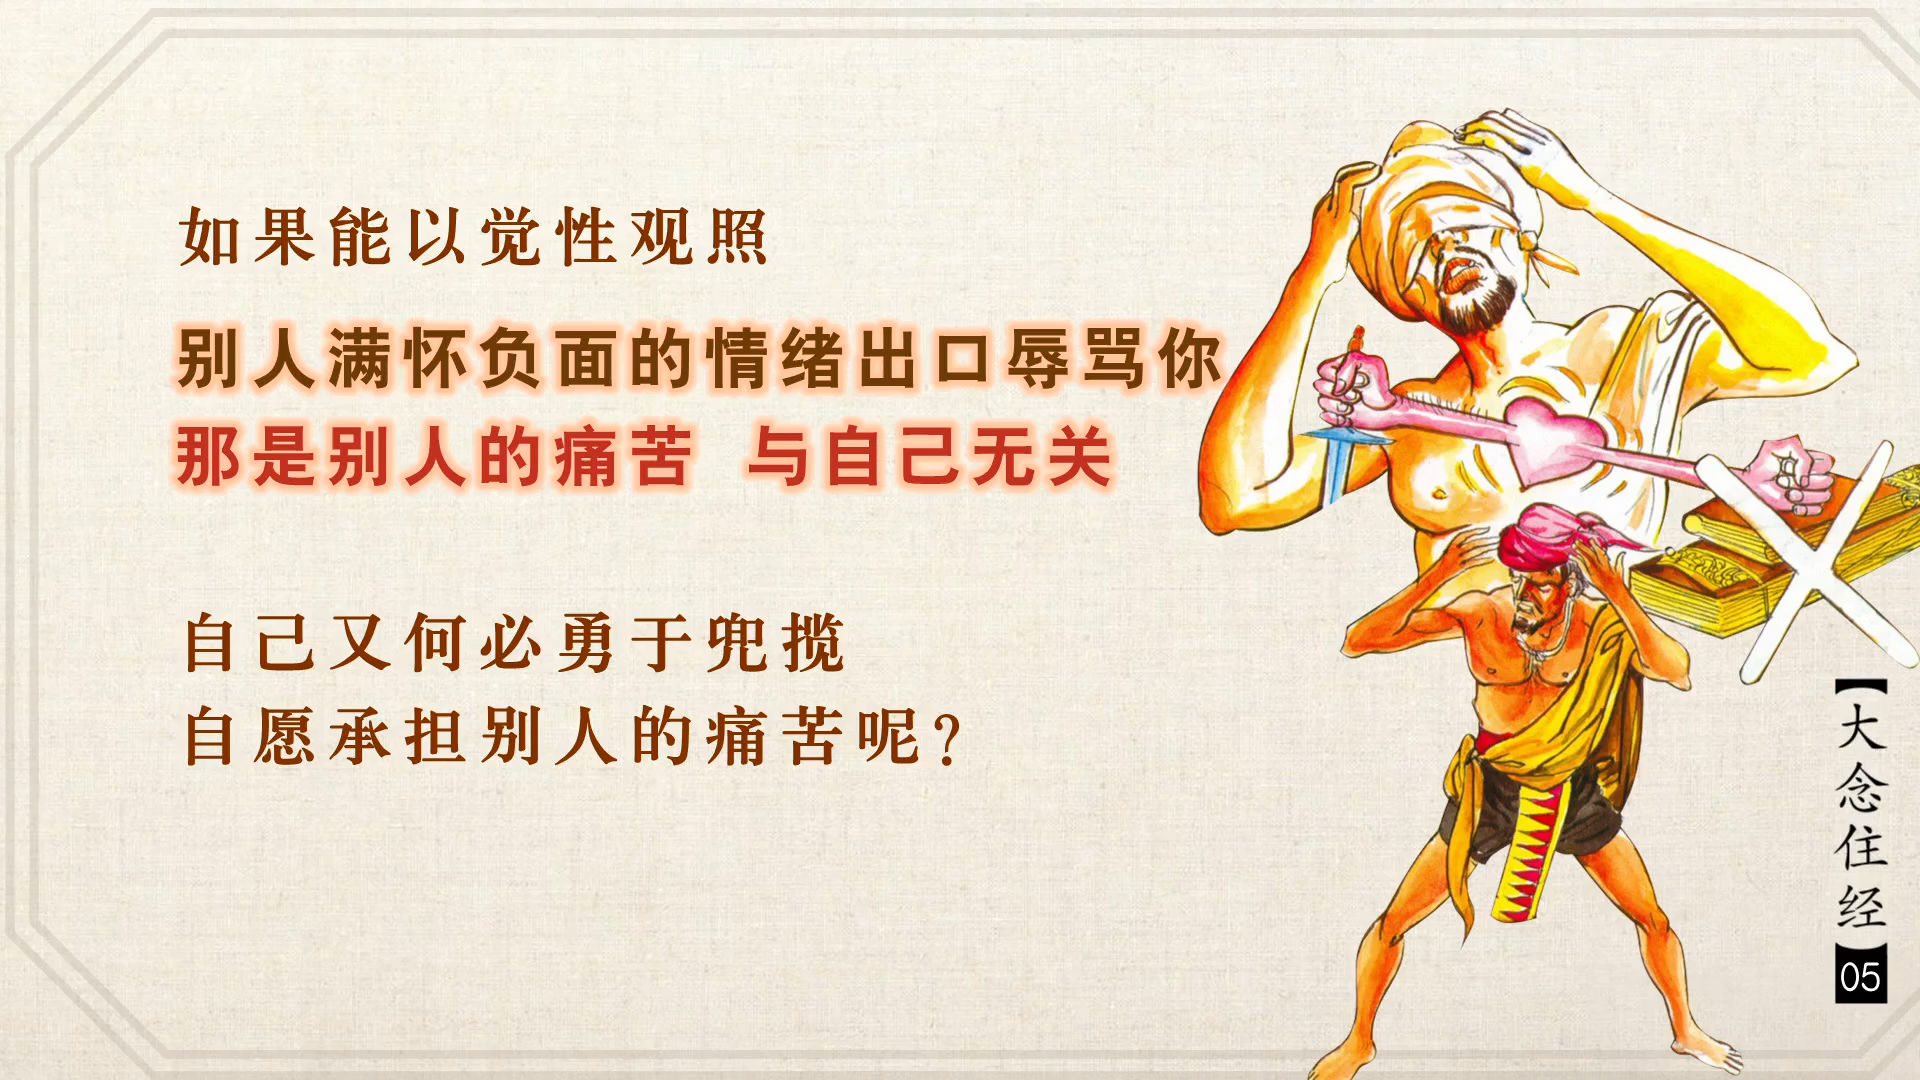 如果能以觉性观照
别人满怀负面的情绪出口辱骂你
那是别人的痛苦 与自己无关
自己又何必勇于兜揽
自愿承担别人的痛苦呢?
【大念住经】
05